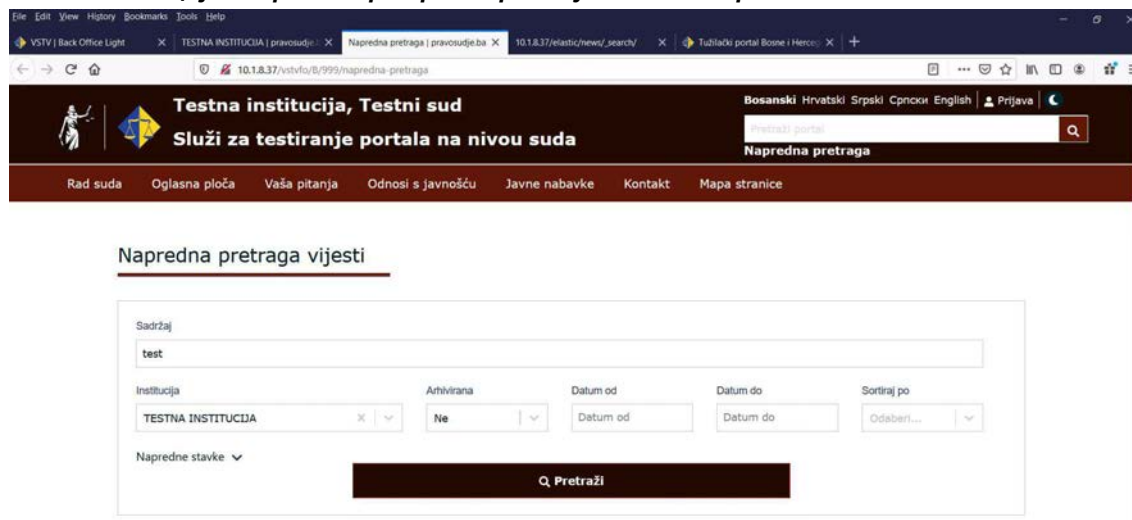 File Edit View History Bookmarks Tools Help
VSTV | Back Office Light TESTNA INSTITUCIJA | pravosudje Napredna pretraga | pravosudje.ba 10.1.8.37/elastic/news/_search/ Tužilački portal Bosne i Herceg
10.1.8.37/vstvfo/B/999/napredna-pretraga
Testna institucija, Testni sud
Bosanski Hrvatski Srpski Српски English Prijava
Služi za testiranje portala na nivou suda
Pretraži portal
Napredna pretraga
Rad suda Oglasna ploča Vaša pitanja Odnosi s javnošću Javne nabavke Kontakt Mapa stranice
Napredna pretraga vijesti
Sadržaj
test
Institucija Arhivirana Datum od Datum do Sortiraj po
TESTNA INSTITUCIJA Ne Datum od Datum do Odaberi...
Napredne stavke
Pretraži